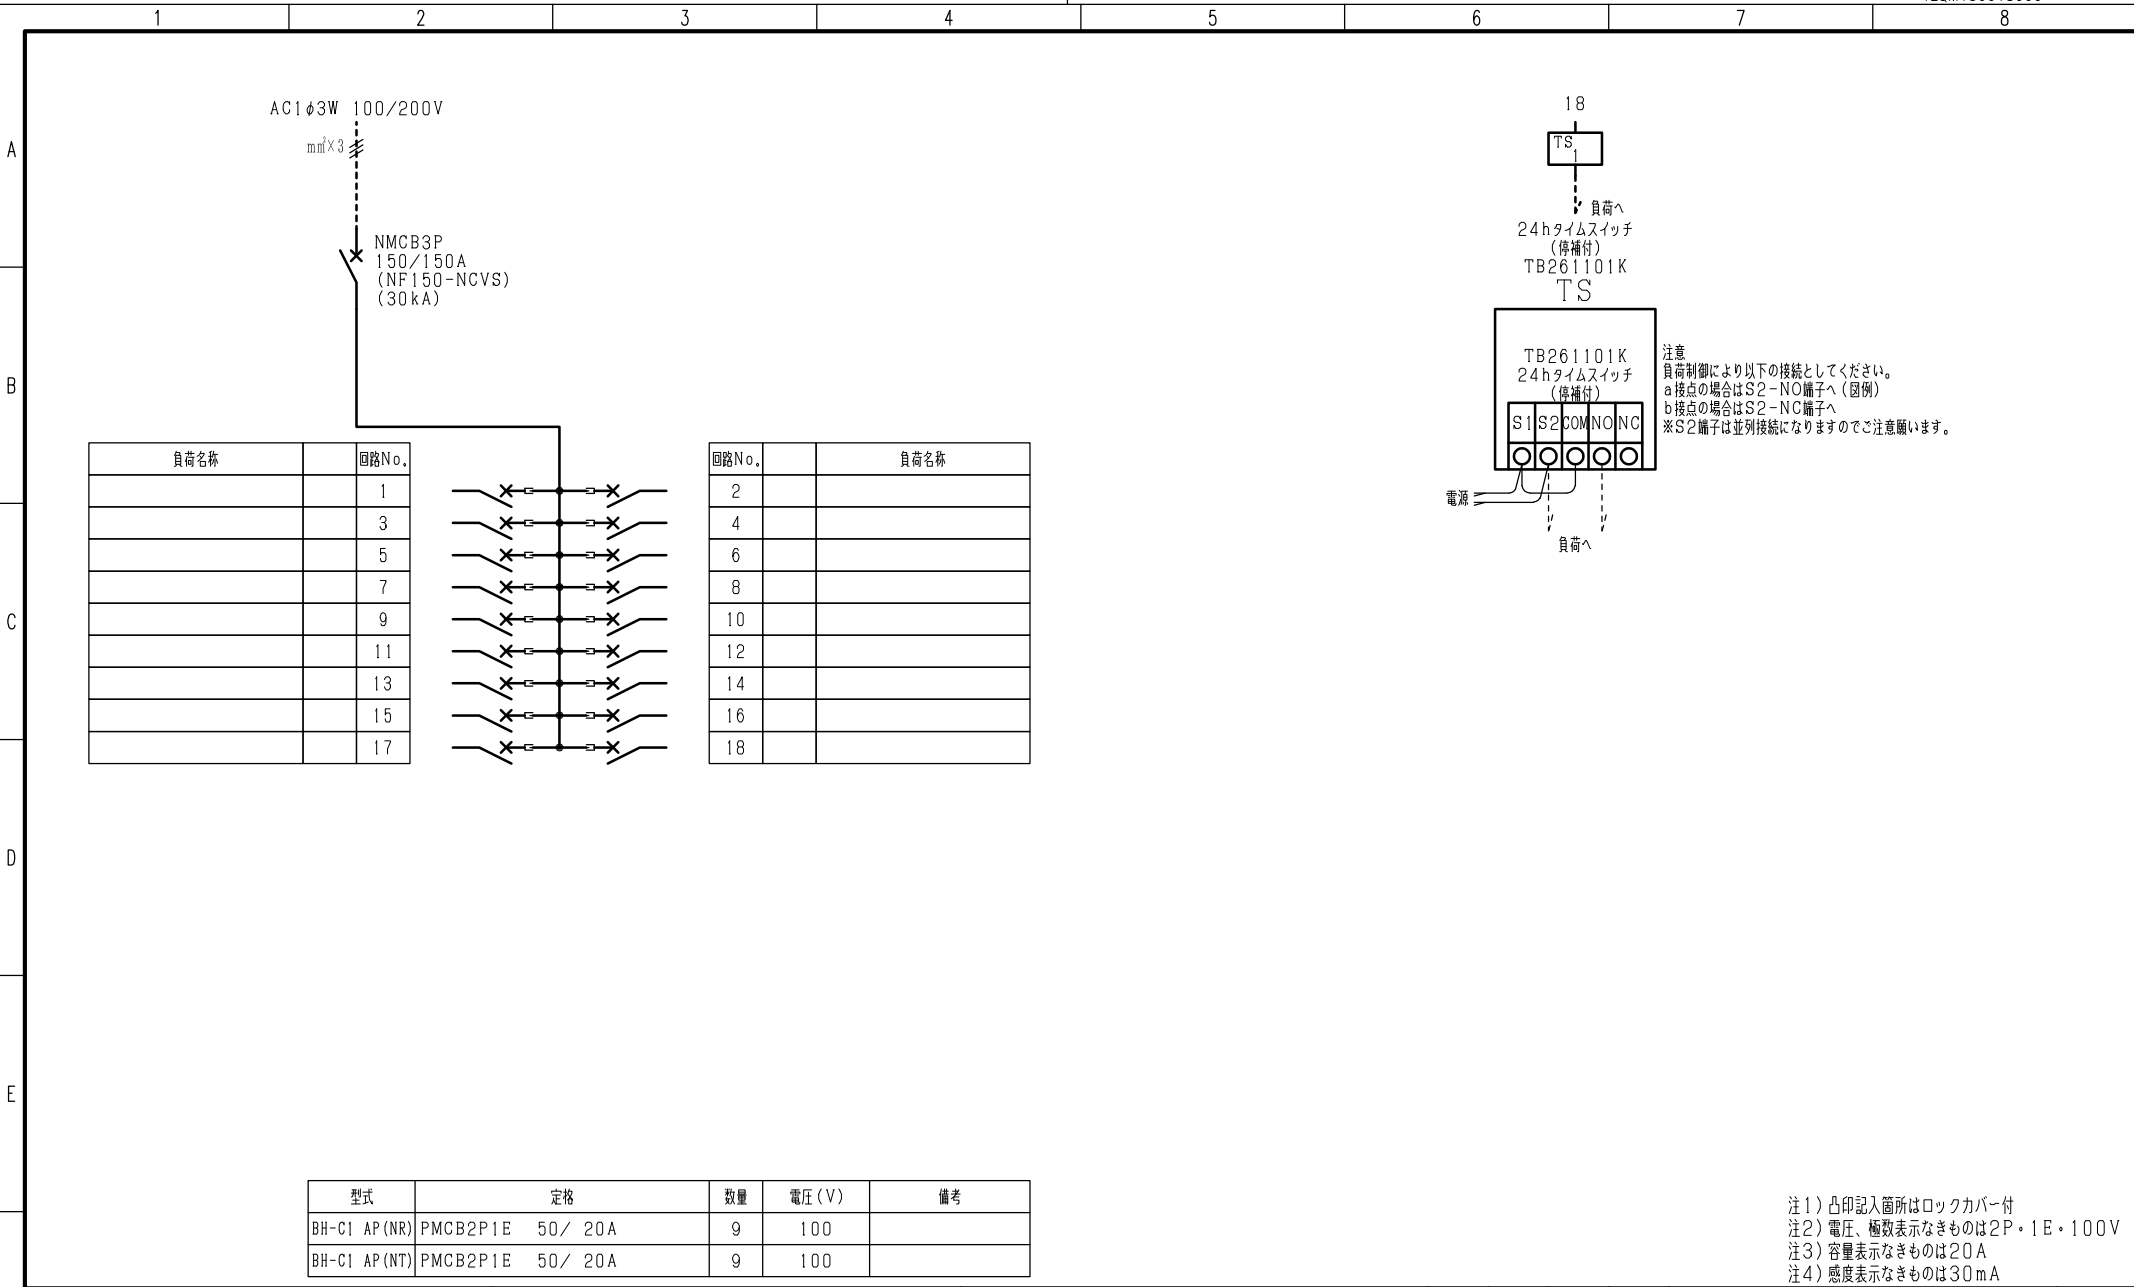 1 2 3 4 5 6 7 8
A
B
C
D
E
AC1φ3W 100/200V
mm²×3
NMCB3P
150/150A
(NF150-NCVS)
(30kA)
負荷名称 回路No.
1
3
5
7
9
11
13
15
17
回路No. 負荷名称
2
4
6
8
10
12
14
16
18
18
TS
1
負荷へ
24hタイムスイッチ
(停補付)
TB261101K
TS
TB261101K
24hタイムスイッチ
(停補付)
S1 S2 COM NO NC
電源
負荷へ
注意
負荷制御により以下の接続としてください。
a接点の場合はS2-NO端子へ(図例)
b接点の場合はS2-NC端子へ
※S2端子は並列接続になりますのでご注意願います。
型式 定格 数量 電圧(V) 備考
BH-C1 AP(NR) PMCB2P1E 50/ 20A 9 100
BH-C1 AP(NT) PMCB2P1E 50/ 20A 9 100
注1)凸印記入箇所はロックカバー付
注2)電圧、極数表示なきものは2P・1E・100V
注3)容量表示なきものは20A
注4)感度表示なきものは30mA